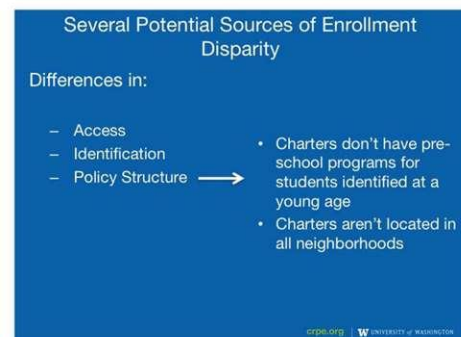 Several Potential Sources of Enrollment
Disparity
Differences in:
– Access
– Identification
– Policy Structure
• Charters don't have pre-
school programs for
students identified at a
young age
• Charters aren't located in
all neighborhoods
crpe.org | W UNIVERSITY of WASHINGTON